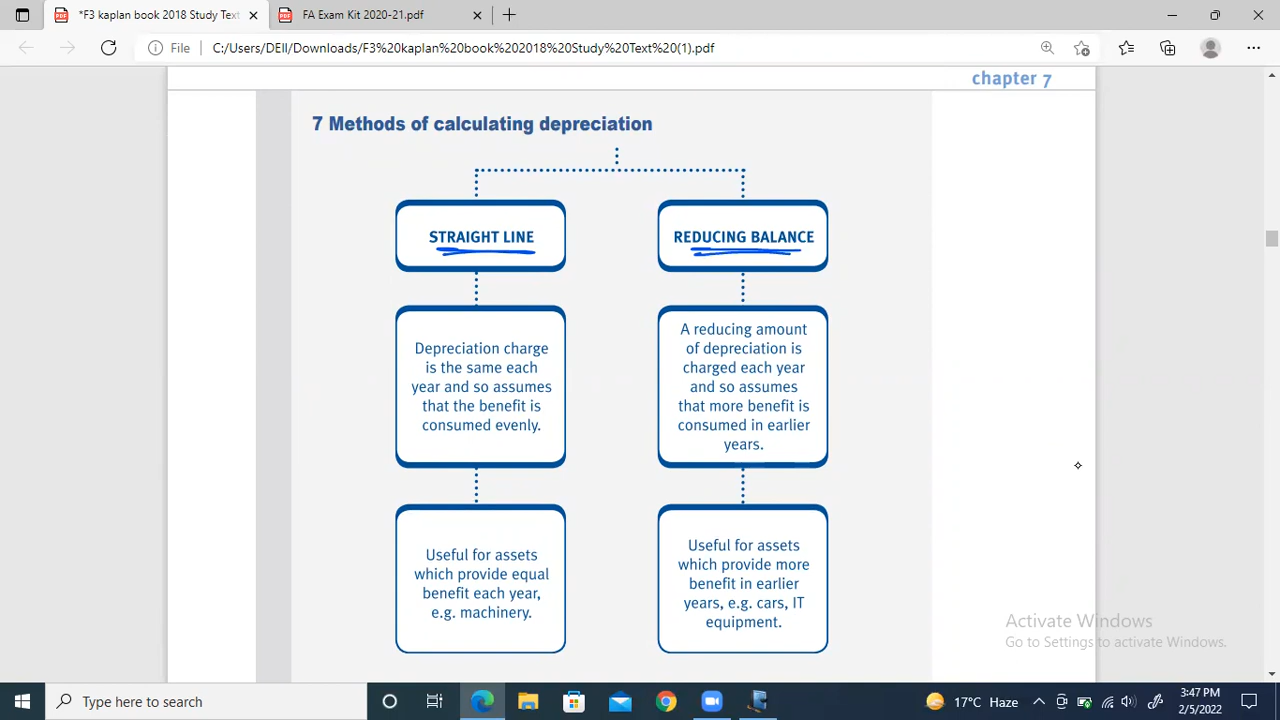 *F3 kaplan book 2018 Study Text
FA Exam Kit 2020-21.pdf
File
C:/Users/DEll/Downloads/F3%20kaplan%20book%202018%20Study%20Text%20(1).pdf
chapter 7
7 Methods of calculating depreciation
STRAIGHT LINE
Depreciation charge
is the same each
year and so assumes
that the benefit is
consumed evenly.
Useful for assets
which provide equal
benefit each year,
e.g. machinery.
REDUCING BALANCE
A reducing amount
of depreciation is
charged each year
and so assumes
that more benefit is
consumed in earlier
years.
Useful for assets
which provide more
benefit in earlier
years, e.g. cars, IT
equipment.
Activate Windows
Go to Settings to activate Windows.
Type here to search
17°C Haze
3:47 PM
2/5/2022